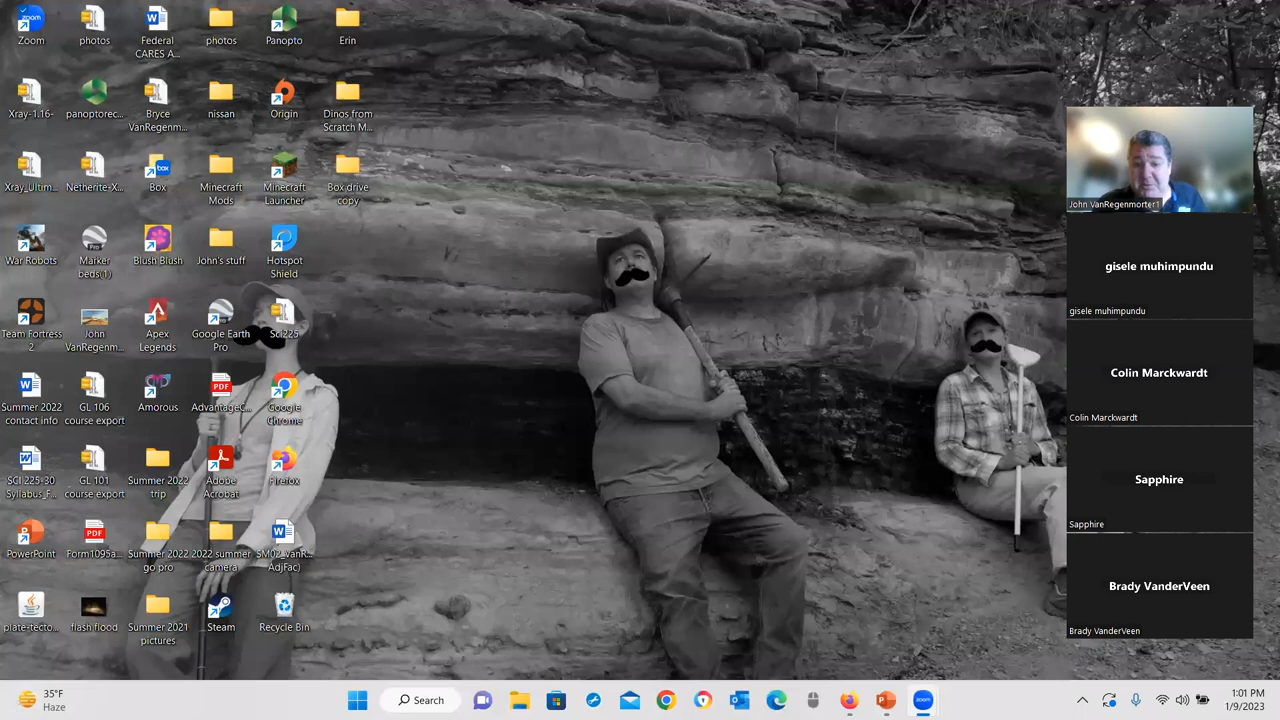 Zoom
photos
Federal
CARES A...
photos
Panopto
Erin
Xray-1.16-
panoptorec...
Bryce
VanRegenm...
nissan
Origin
Dinos from
Scratch M...
Xray_Ultim...
Netherite-X...
Box
Minecraft
Mods
Minecraft
Launcher
Box drive
copy
War Robots
Marker
beds(1)
Blush Blush
John's stuff
Hotspot
Shield
Team Fortress
2
John
VanRegenm...
Apex
Legends
Google Earth
Pro
Sci225
Summer 2022
contact info
GL 106
course export
Amorous
AdvantageC...
Google
Chrome
SCI 225-30
Syllabus_F...
GL 101
course export
Summer 2022
trip
Adobe
Acrobat
Firefox
PowerPoint
Form1095a...
Summer 2022
go pro
2022 summer
camera
SM02_VanR...
AdjFac)
plate-tecto...
flash flood
Summer 2021
pictures
Steam
Recycle Bin
John VanRegenmorter1
gisele muhimpundu
gisele muhimpundu
Colin Marckwardt
Colin Marckwardt
Sapphire
Sapphire
Brady VanderVeen
Brady VanderVeen
35°F
Haze
Search
zoom
1:01 PM
1/9/2023